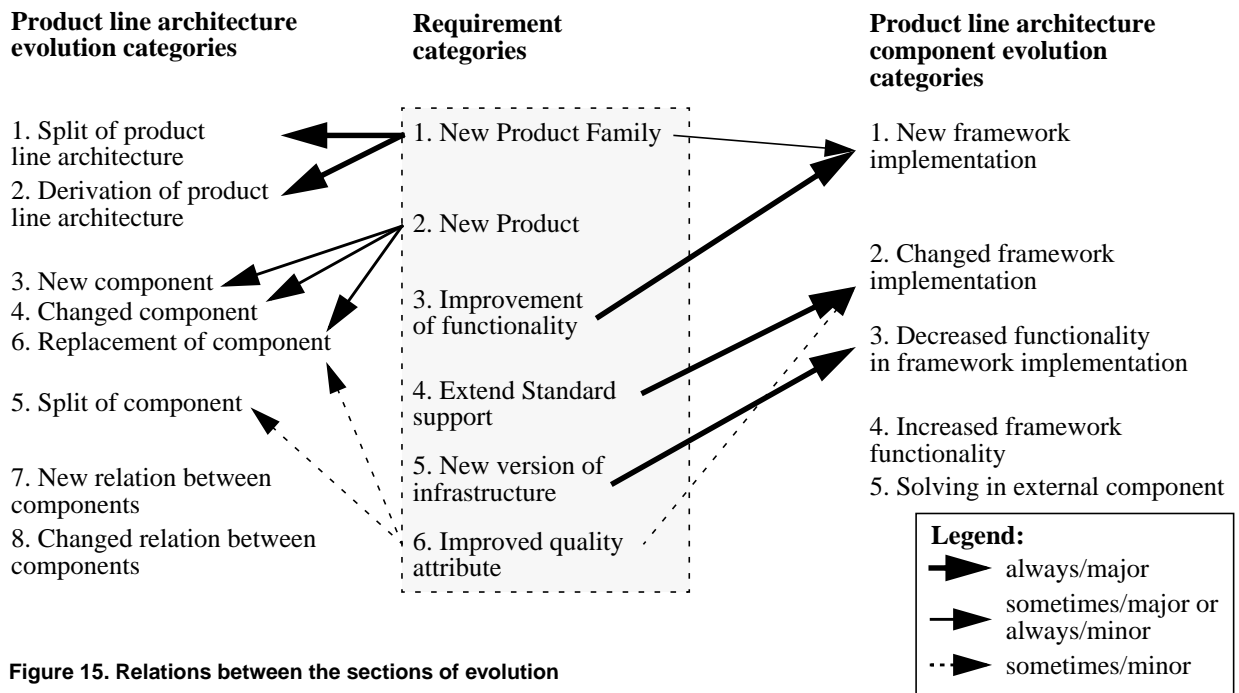 Product line architecture
evolution categories
1. Split of product
line architecture
2. Derivation of product
line architecture
3. New component
4. Changed component
6. Replacement of component
5. Split of component
7. New relation between
components
8. Changed relation between
components
Requirement
categories
1. New Product Family
2. New Product
3. Improvement
of functionality
4. Extend Standard
support
5. New version of
infrastructure
6. Improved quality
attribute
Product line architecture
component evolution
categories
1. New framework
implementation
2. Changed framework
implementation
3. Decreased functionality
in framework implementation
4. Increased framework
functionality
5. Solving in external component
Legend:
always/major
sometimes/major or
always/minor
sometimes/minor
Figure 15. Relations between the sections of evolution